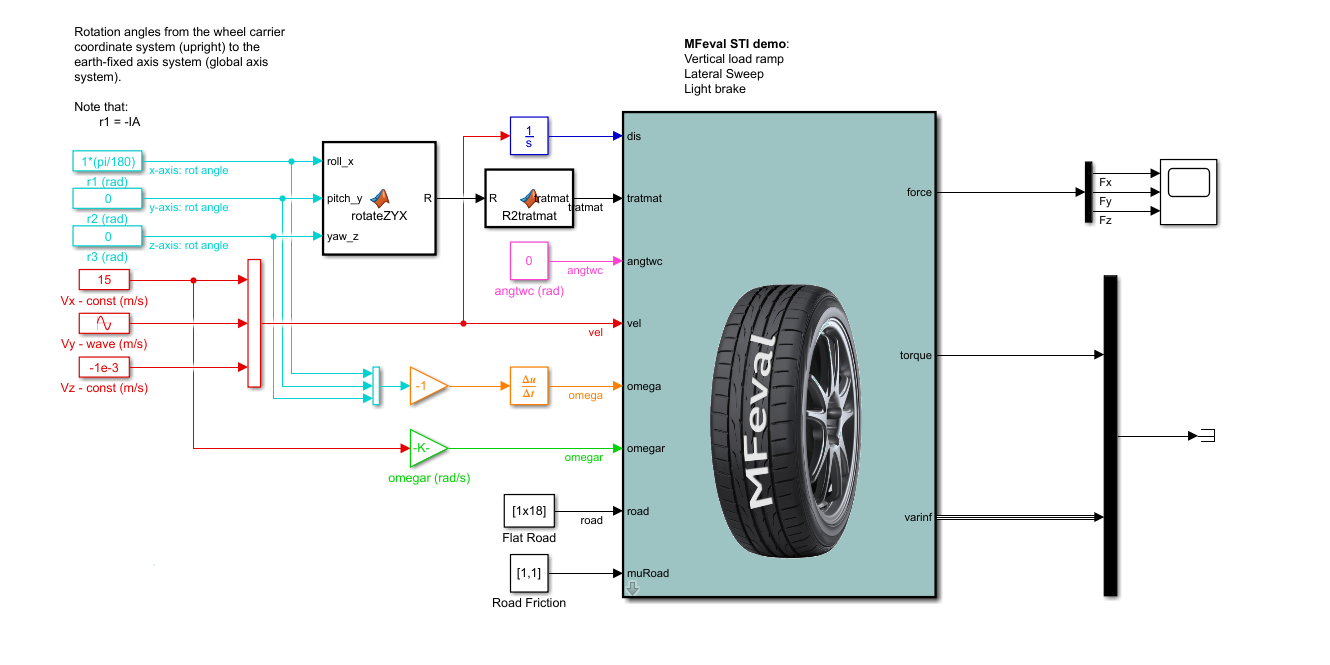 Rotation angles from the wheel carrier
coordinate system (upright) to the
earth-fixed axis system (global axis
system).
Note that:
r1 = -IA
MFeval STI demo:
Vertical load ramp
Lateral Sweep
Light brake
1*(pi/180)
r1 (rad)
x-axis: rot angle
0
r2 (rad)
y-axis: rot angle
0
r3 (rad)
z-axis: rot angle
roll_x
pitch_y
yaw_z
R
rotateZYX
R
tratmat
R2tratmat
tratmat
1
s
0
angtwc
angtwc (rad)
15
Vx - const (m/s)
Vy - wave (m/s)
-1e-3
Vz - const (m/s)
vel
-1
Δu
Δt
omega
-K-
omegar
omegar (rad/s)
[1x18]
road
Flat Road
[1,1]
Road Friction
dis
tratmat
angtwc
vel
omega
omegar
road
muRoad
MFeval
force
torque
varinf
Fx
Fy
Fz